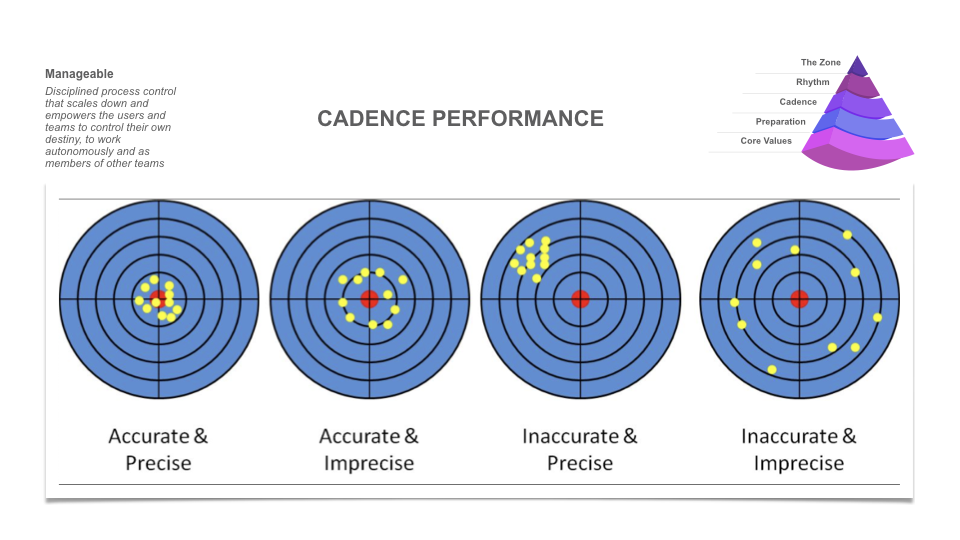 Manageable
Disciplined process control
that scales down and
empowers the users and
teams to control their own
destiny, to work
autonomously and as
members of other teams
CADENCE PERFORMANCE
The Zone
Rhythm
Cadence
Preparation
Core Values
Accurate &
Precise
Accurate &
Imprecise
Inaccurate &
Precise
Inaccurate &
Imprecise